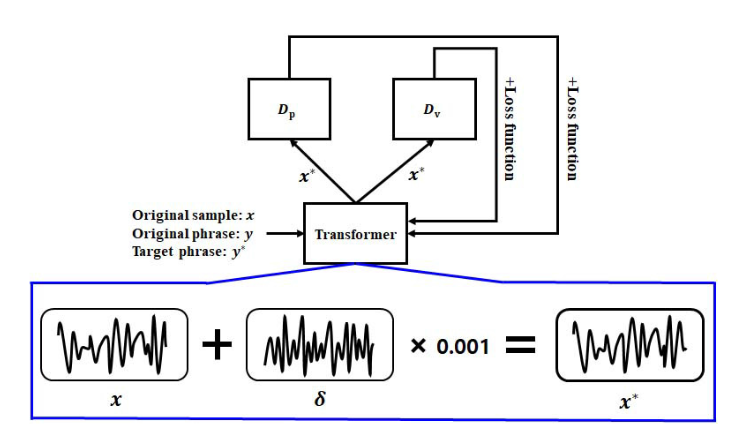 D_p
D_v
+Loss function
+Loss function
x*
x*
Original sample: x
Original phrase: y
Target phrase: y*
Transformer
+ × 0.001 =
x
δ
x*